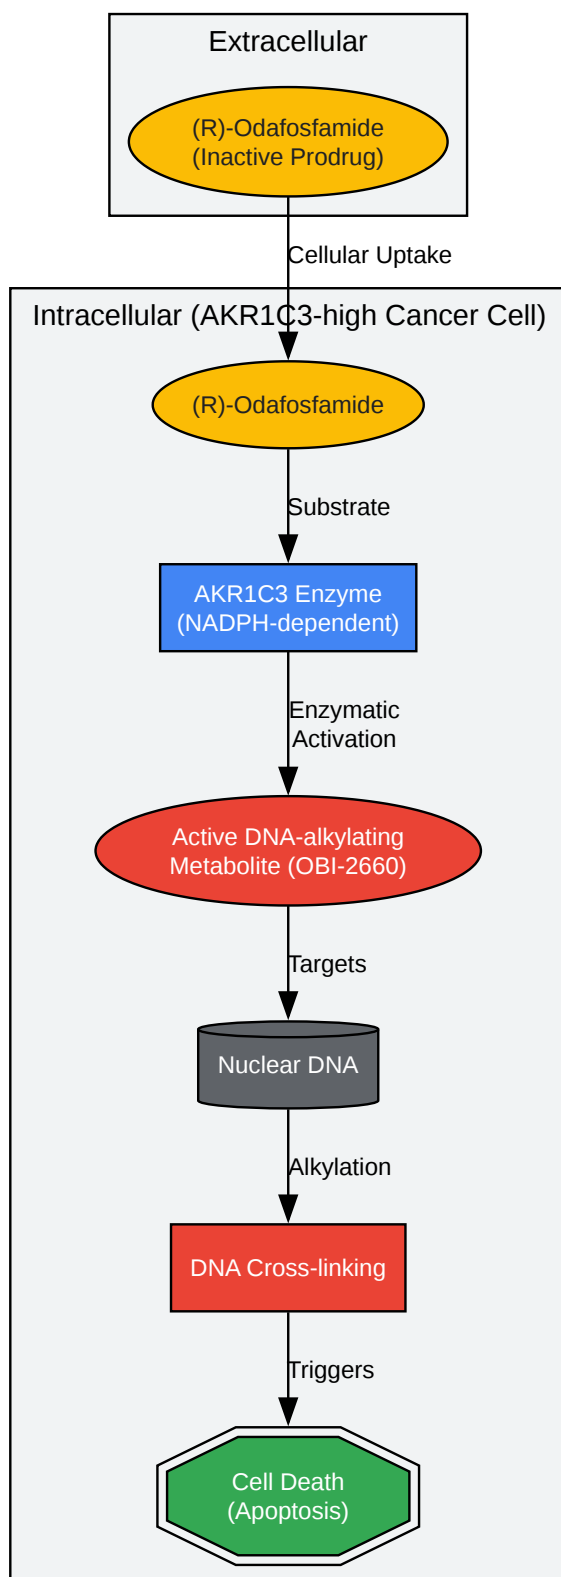 Extracellular
(R)-Odafosfamide
(Inactive Prodrug)
Cellular Uptake
Intracellular (AKR1C3-high Cancer Cell)
(R)-Odafosfamide
Substrate
AKR1C3 Enzyme
(NADPH-dependent)
Enzymatic
Activation
Active DNA-alkylating
Metabolite (OBI-2660)
Targets
Nuclear DNA
Alkylation
DNA Cross-linking
Triggers
Cell Death
(Apoptosis)